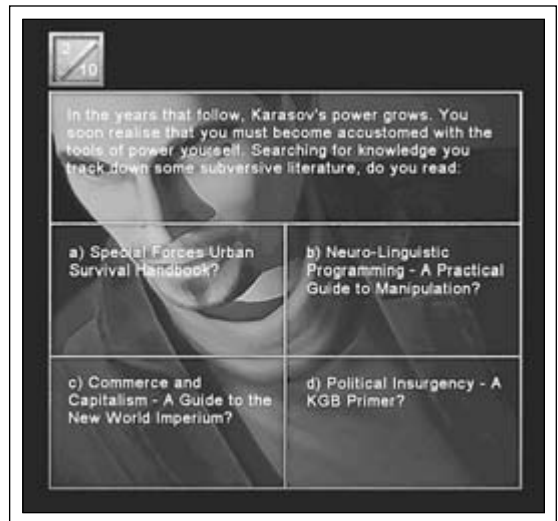 2/10
In the years that follow, Karasov's power grows. You
soon realise that you must become accustomed with the
tools of power yourself. Searching for knowledge you
track down some subversive literature, do you read:
a) Special Forces Urban
Survival Handbook?
b) Neuro-Linguistic
Programming - A Practical
Guide to Manipulation?
c) Commerce and
Capitalism - A Guide to the
New World Imperium?
d) Political Insurgency - A
KGB Primer?